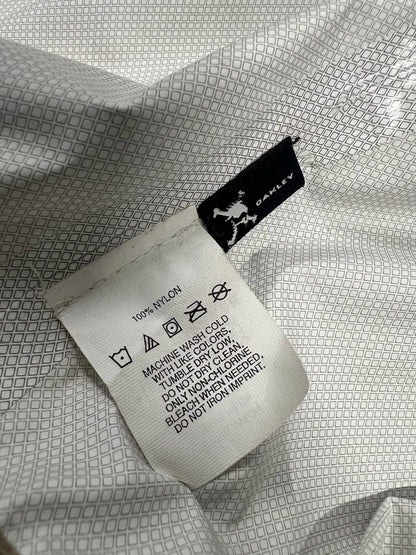 OAKLEY
100% NYLON
MACHINE WASH COLD
WITH LIKE COLORS,
TUMBLE DRY LOW,
DO NOT DRY CLEAN,
ONLY NON-CHLORINE
BLEACH WHEN NEEDED,
DO NOT IRON IMPRINT.